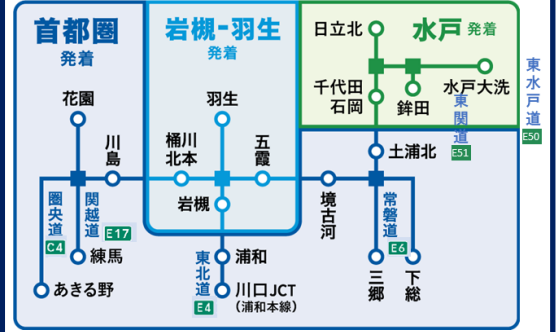 首都圏
発着
岩槻-羽生
発着
水戸 発着
日立北
千代田
石岡
鉾田
水戸大洗
東水戸道
E50
東関道
E51
花園
川島
羽生
桶川
北本
五霞
土浦北
岩槻
境古河
圏央道
C4
関越道
E17
練馬
あきる野
東北道
E4
浦和
川口JCT
(浦和本線)
常磐道
E6
三郷
下総